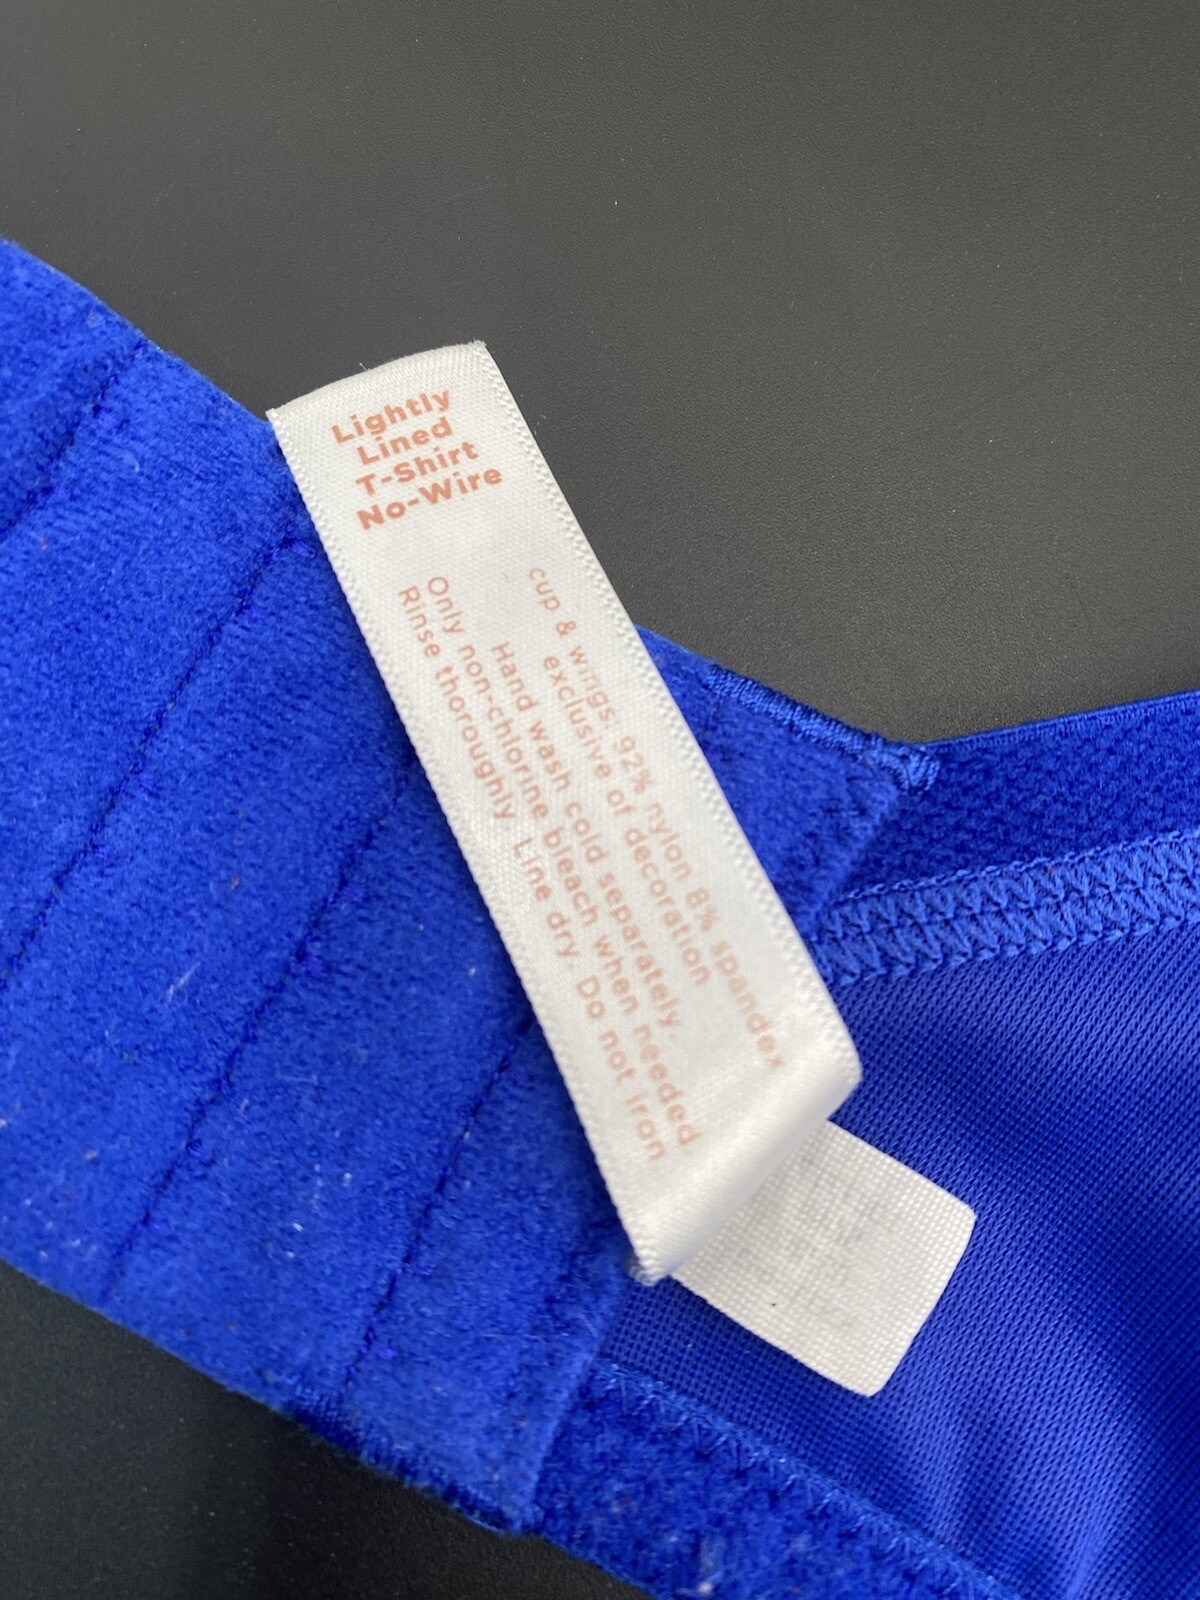 Lightly
Lined
T-Shirt
No-Wire
cup & wings: 92% nylon 8% spandex
exclusive of decoration
Hand wash cold separately.
Only non-chlorine bleach when needed.
Rinse thoroughly. Line dry. Do not iron